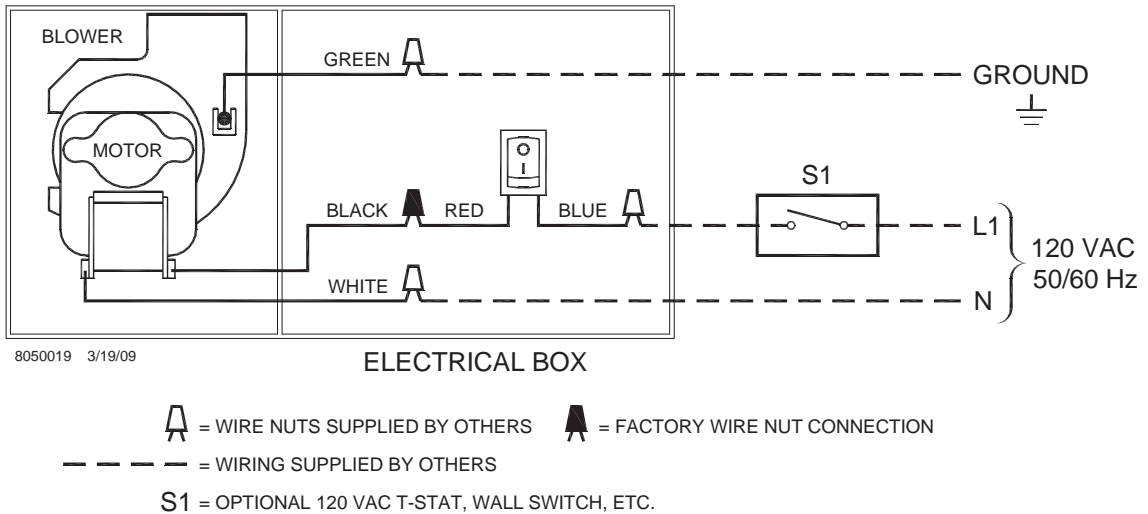 BLOWER
MOTOR
GREEN
GROUND
O
I
S1
BLACK RED BLUE
L1
120 VAC
50/60 Hz
WHITE
N
8050019 3/19/09
ELECTRICAL BOX
= WIRE NUTS SUPPLIED BY OTHERS = FACTORY WIRE NUT CONNECTION
= WIRING SUPPLIED BY OTHERS
S1 = OPTIONAL 120 VAC T-STAT, WALL SWITCH, ETC.